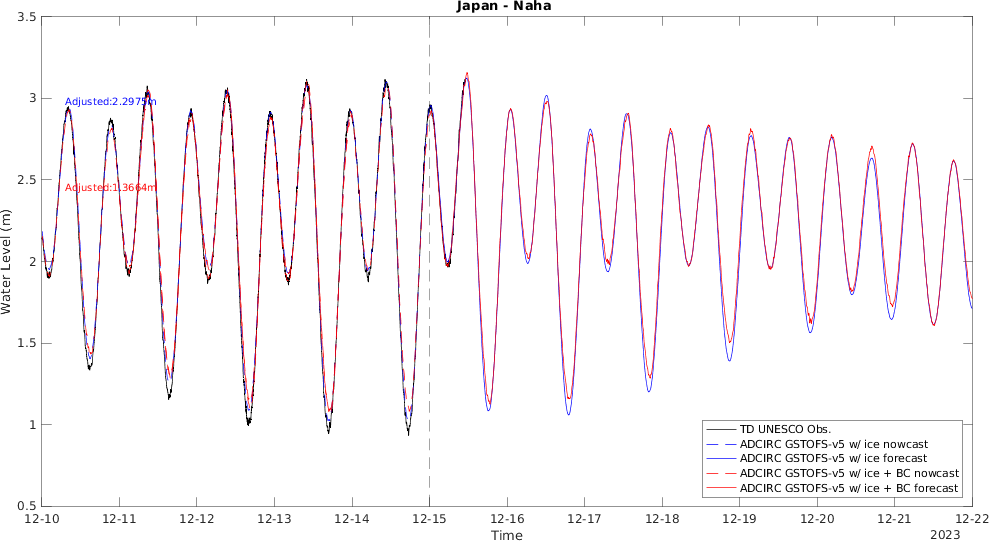 Japan - Naha
3.5
3
2.5
2
1.5
1
0.5
Water Level (m)
Adjusted:2.2975m
Adjusted:1.3664m
TD UNESCO Obs.
ADCIRC GSTOFS-v5 w/ ice nowcast
ADCIRC GSTOFS-v5 w/ ice forecast
ADCIRC GSTOFS-v5 w/ ice + BC nowcast
ADCIRC GSTOFS-v5 w/ ice + BC forecast
12-10 12-11 12-12 12-13 12-14 12-15 12-16 12-17 12-18 12-19 12-20 12-21 12-22
Time
2023